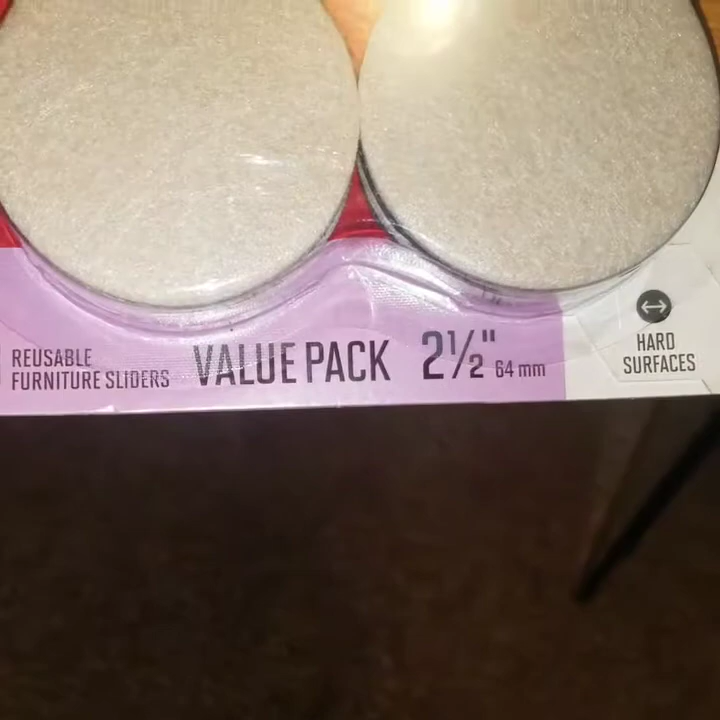 REUSABLE
FURNITURE SLIDERS
VALUE PACK
2½" 64 mm
HARD
SURFACES